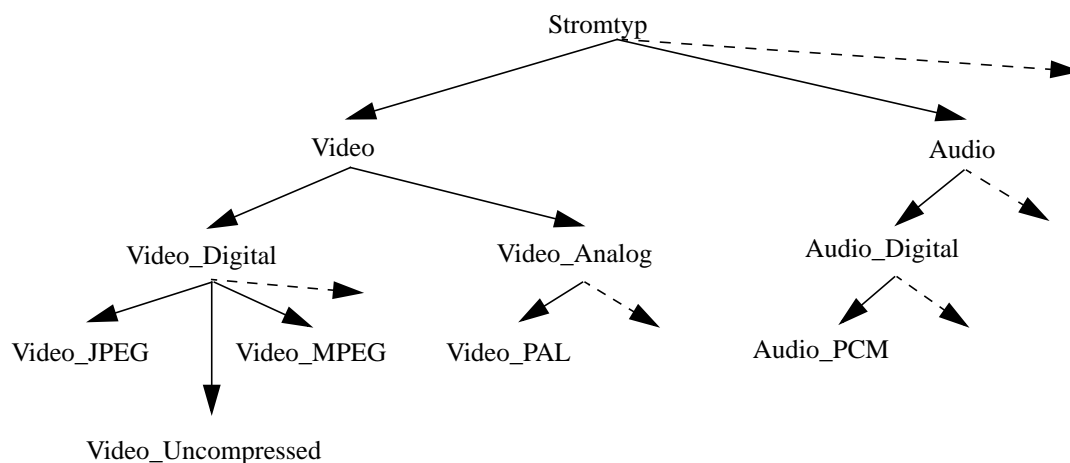 Stromtyp
Video
Audio
Video_Digital
Video_Analog
Audio_Digital
Video_JPEG
Video_MPEG
Video_PAL
Audio_PCM
Video_Uncompressed